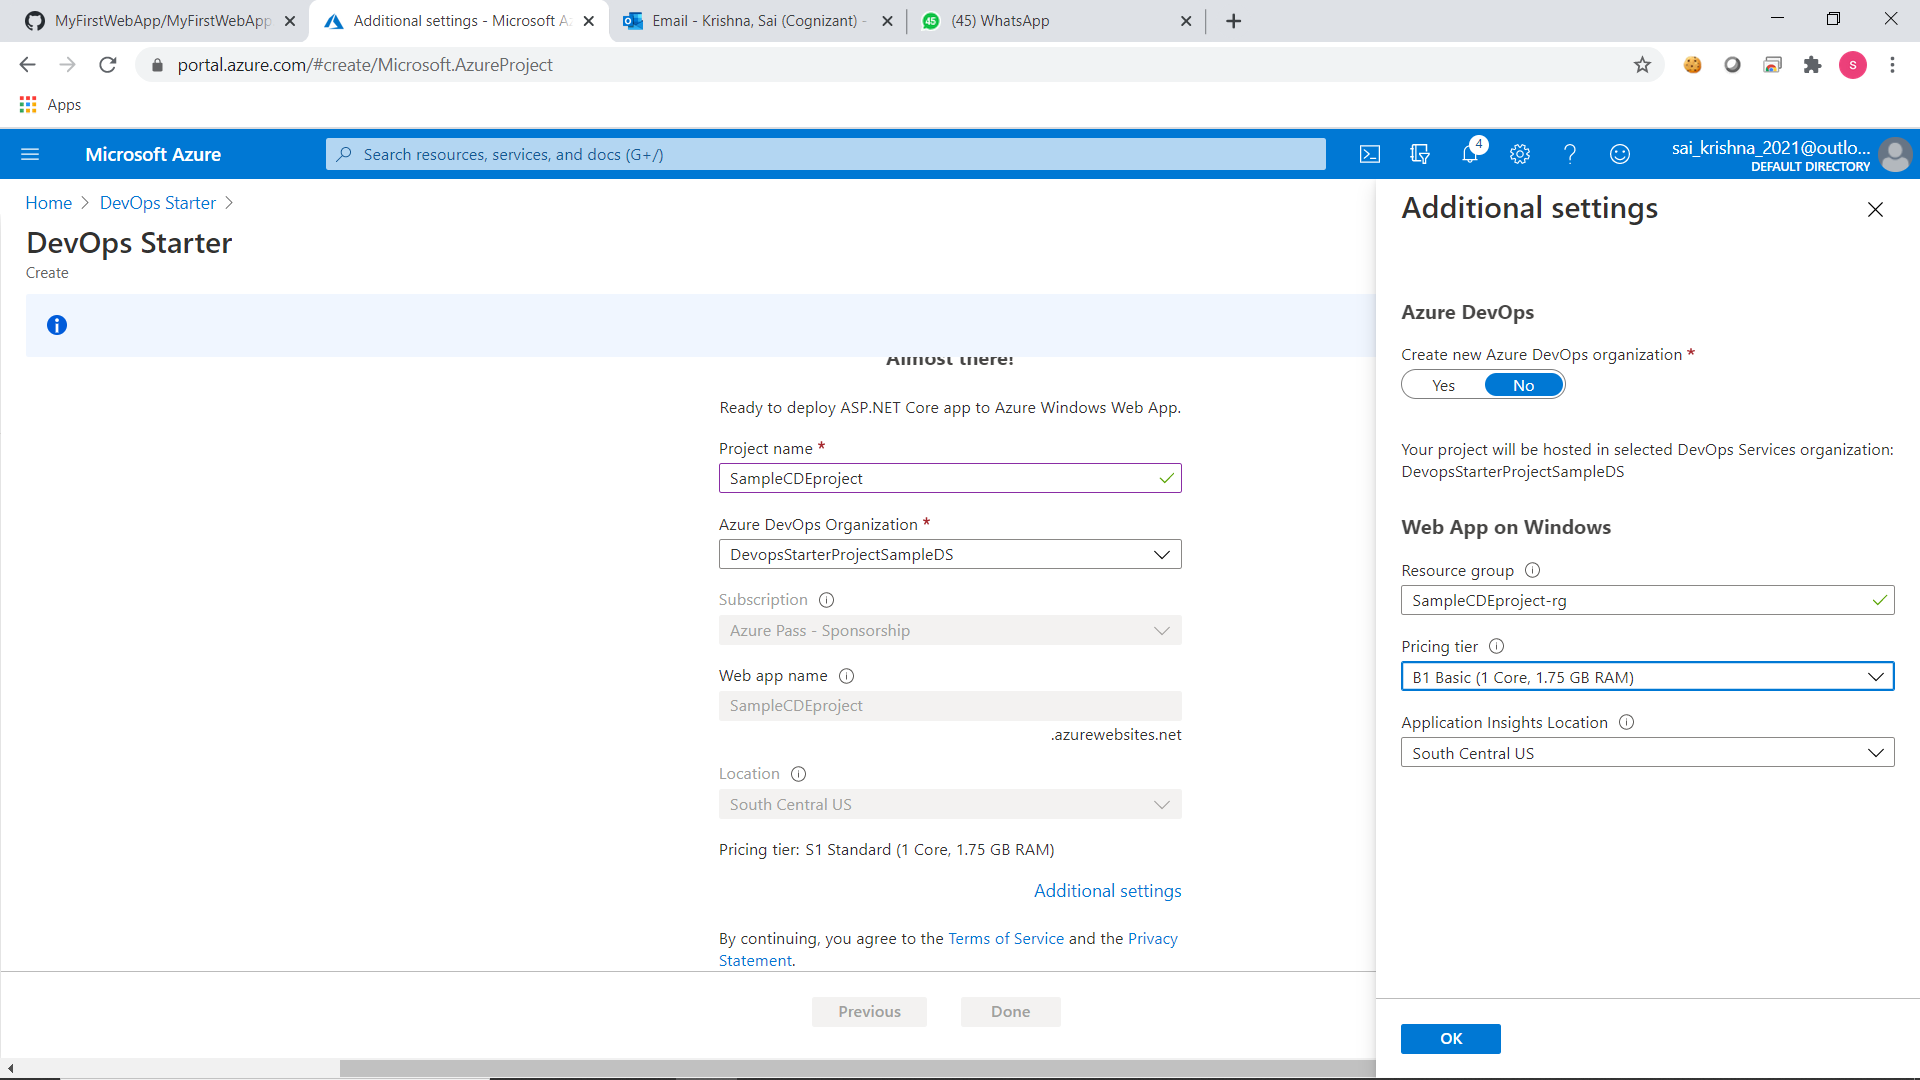 MyFirstWebApp/MyFirstWebApp
Additional settings - Microsoft A
Email - Krishna, Sai (Cognizant) -
45
(45) WhatsApp
portal.azure.com/#create/Microsoft.AzureProject
S
Apps
Microsoft Azure
Search resources, services, and docs (G+/)
4
sai_krishna_2021@outlo...
DEFAULT DIRECTORY
Home > DevOps Starter >
DevOps Starter
Create
Almost there!
Ready to deploy ASP.NET Core app to Azure Windows Web App.
Project name *
SampleCDEproject
Azure DevOps Organization *
DevopsStarterProjectSampleDS
Subscription
Azure Pass - Sponsorship
Web app name
SampleCDEproject
.azurewebsites.net
Location
South Central US
Pricing tier: S1 Standard (1 Core, 1.75 GB RAM)
Additional settings
By continuing, you agree to the Terms of Service and the Privacy
Statement.
Previous
Done
Additional settings
Azure DevOps
Create new Azure DevOps organization *
Yes
No
Your project will be hosted in selected DevOps Services organization:
DevopsStarterProjectSampleDS
Web App on Windows
Resource group
SampleCDEproject-rg
Pricing tier
B1 Basic (1 Core, 1.75 GB RAM)
Application Insights Location
South Central US
OK